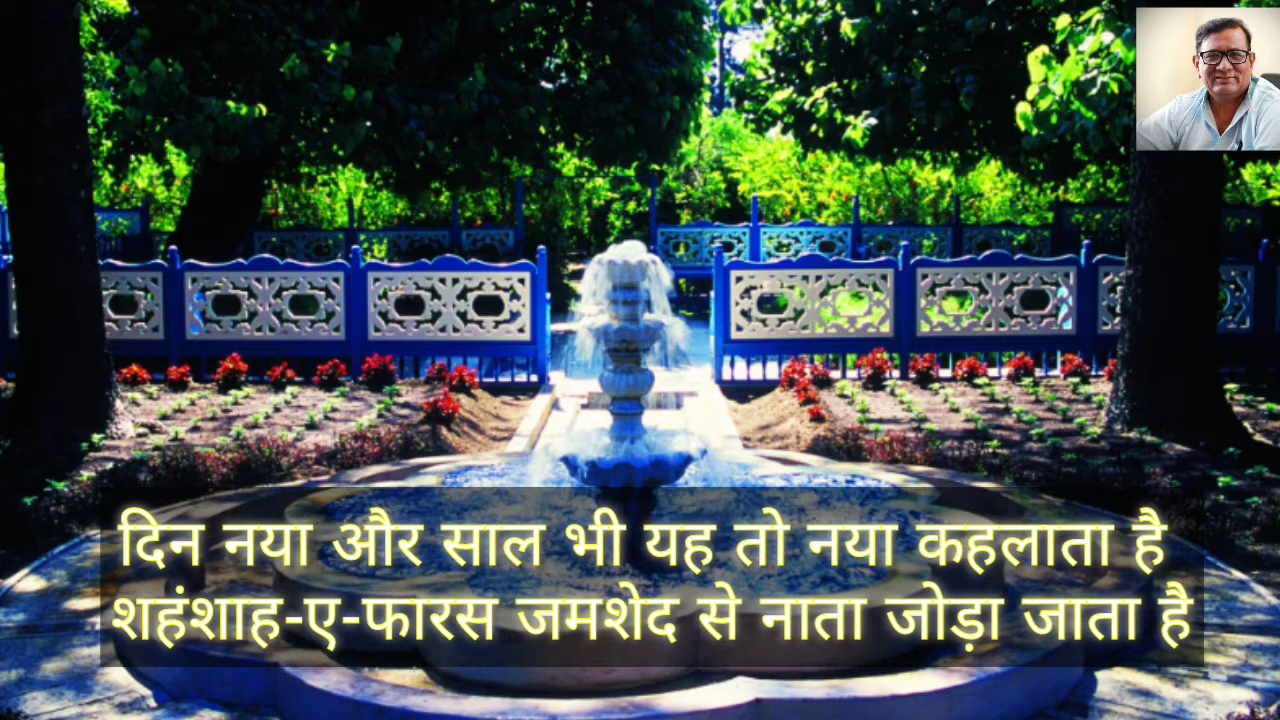 दिन नया और साल भी यह तो नया कहलाता है
शहंशाह-ए-फारस जमशेद से नाता जोड़ा जाता है